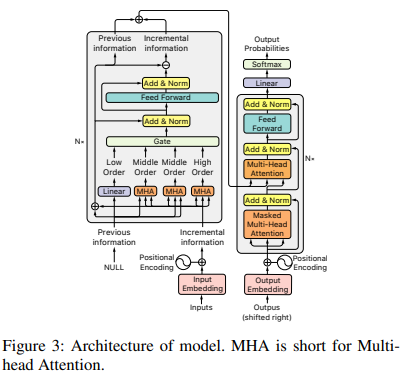 Previous information
Incremental information
Output Probabilities
Softmax
Linear
Add & Norm
Feed Forward
Add & Norm
Gate
N×
Low Order
Middle Order
Middle Order
High Order
Linear
MHA
MHA
MHA
Previous information
Incremental information
NULL
Positional Encoding
Input Embedding
Inputs
Add & Norm
Feed Forward
Add & Norm
Multi-Head Attention
N×
Add & Norm
Masked Multi-Head Attention
Positional Encoding
Output Embedding
Outpus
(shifted right)
Figure 3: Architecture of model. MHA is short for Multi-
head Attention.